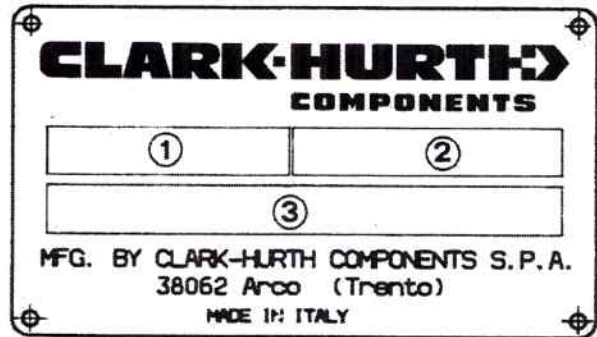 CLARK-HURTH
COMPONENTS
1 2
3
MFG. BY CLARK-HURTH COMPONENTS S.P.A.
38062 Arco (Trento)
MADE IN ITALY